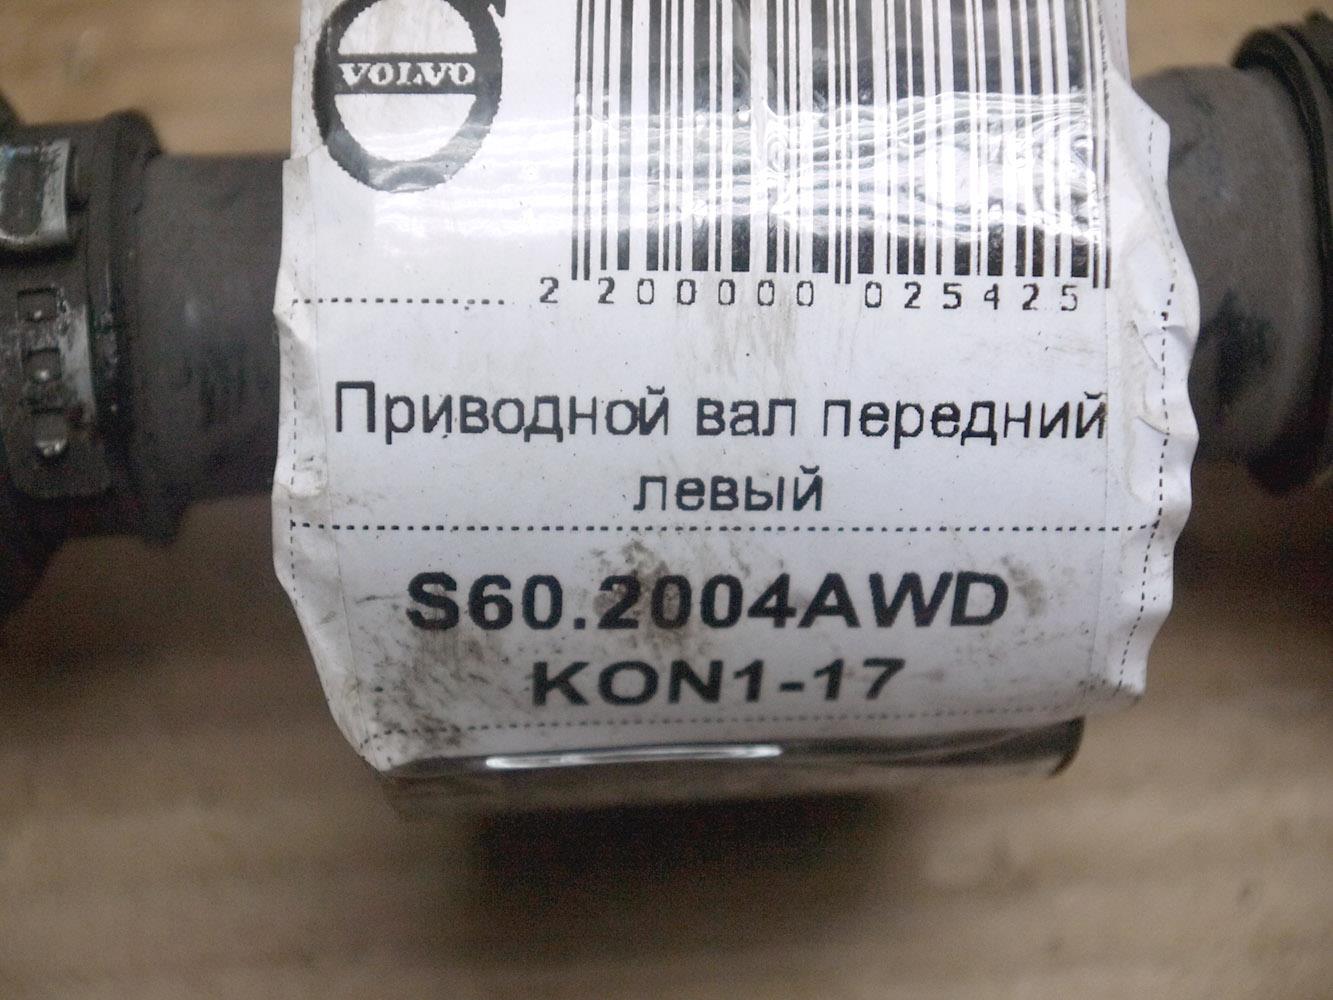 VOLVO
2 200000 025425
Приводной вал передний
левый
S60.2004AWD
KON1-17